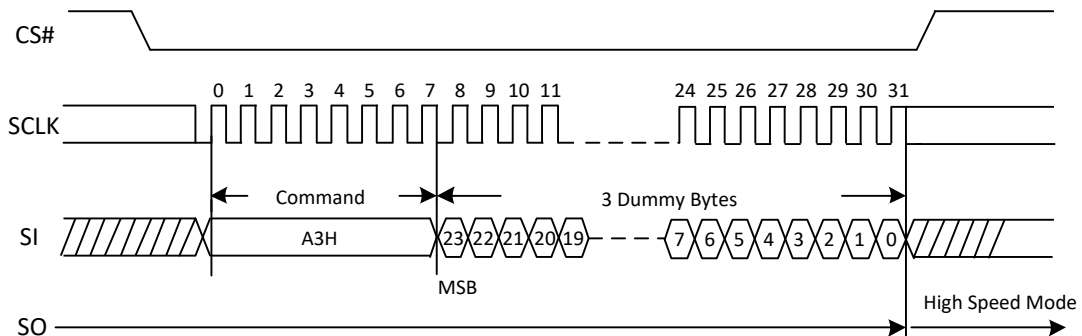 CS#
0 1 2 3 4 5 6 7 8 9 10 11 24 25 26 27 28 29 30 31
SCLK
Command 3 Dummy Bytes
SI A3H 23 22 21 20 19 7 6 5 4 3 2 1 0
MSB
High Speed Mode
SO